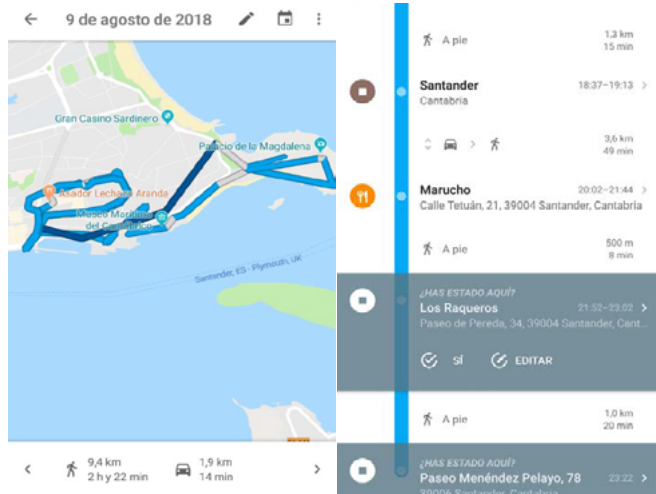 9 de agosto de 2018
Gran Casino Sardinero
Palacio de la Magdalena
Asador Lechazo Aranda
Museo Marítimo
del Cantábrico
Santander, ES - Plymouth, UK
9,4 km
2 h y 22 min
1,9 km
14 min
A pie
1,3 km
15 min
Santander
18:37–19:13
Cantabria
3,6 km
49 min
Marucho
20:02–21:44
Calle Tetuán, 21, 39004 Santander, Cantabria
A pie
500 m
8 min
¿HAS ESTADO AQUÍ?
Los Raqueros
21:52–23:02
Paseo de Pereda, 34, 39004 Santander, Cant...
SÍ
EDITAR
A pie
1,0 km
20 min
¿HAS ESTADO AQUÍ?
Paseo Menéndez Pelayo, 78
23:22
39006 Santander, Cantabria